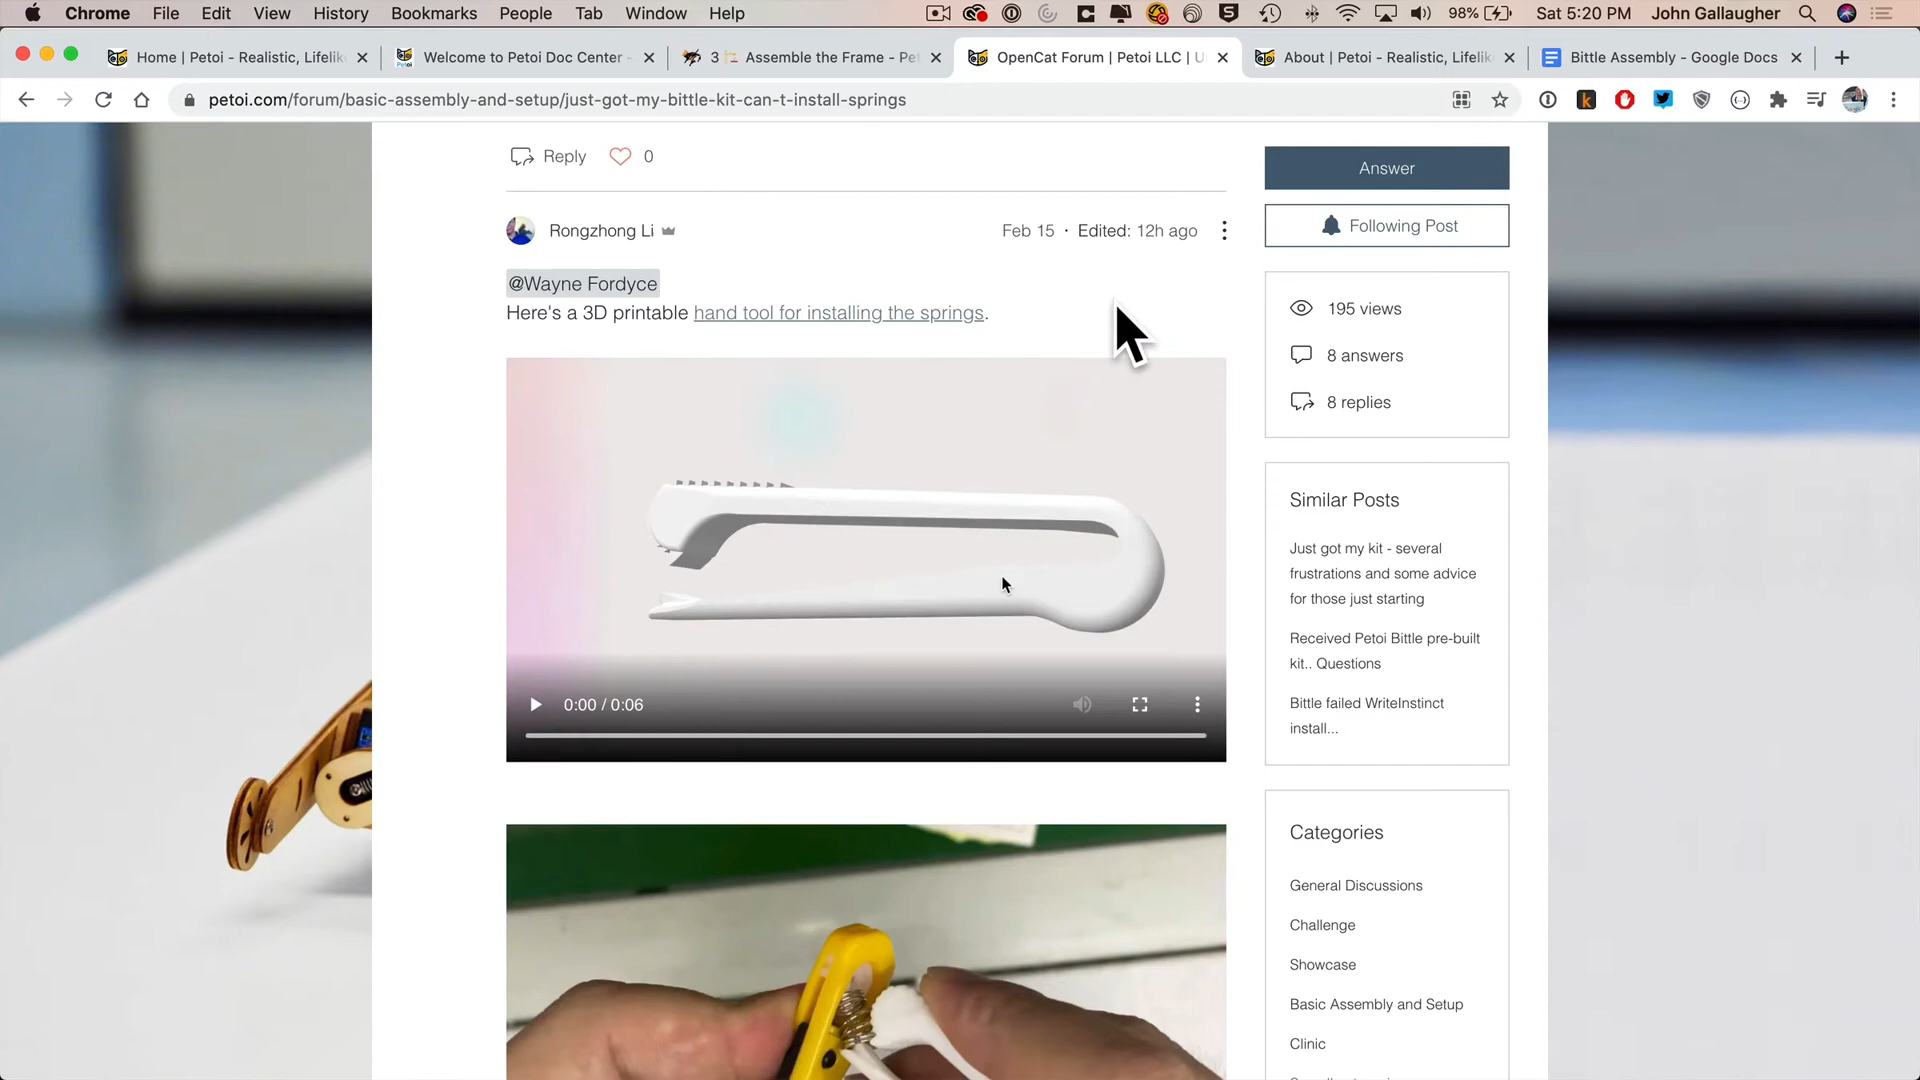 Chrome File Edit View History Bookmarks People Tab Window Help 98% Sat 5:20 PM John Gallaugher
Home | Petoi - Realistic, Lifelik Welcome to Petoi Doc Center - 3 Assemble the Frame - Pet OpenCat Forum | Petoi LLC | U About | Petoi - Realistic, Lifelik Bittle Assembly - Google Docs
petoi.com/forum/basic-assembly-and-setup/just-got-my-bittle-kit-can-t-install-springs
Reply 0
Rongzhong Li Feb 15 · Edited: 12h ago
@Wayne Fordyce
Here's a 3D printable hand tool for installing the springs.
0:00 / 0:06
Answer
Following Post
195 views
8 answers
8 replies
Similar Posts
Just got my kit - several
frustrations and some advice
for those just starting
Received Petoi Bittle pre-built
kit.. Questions
Bittle failed WriteInstinct
install...
Categories
General Discussions
Challenge
Showcase
Basic Assembly and Setup
Clinic